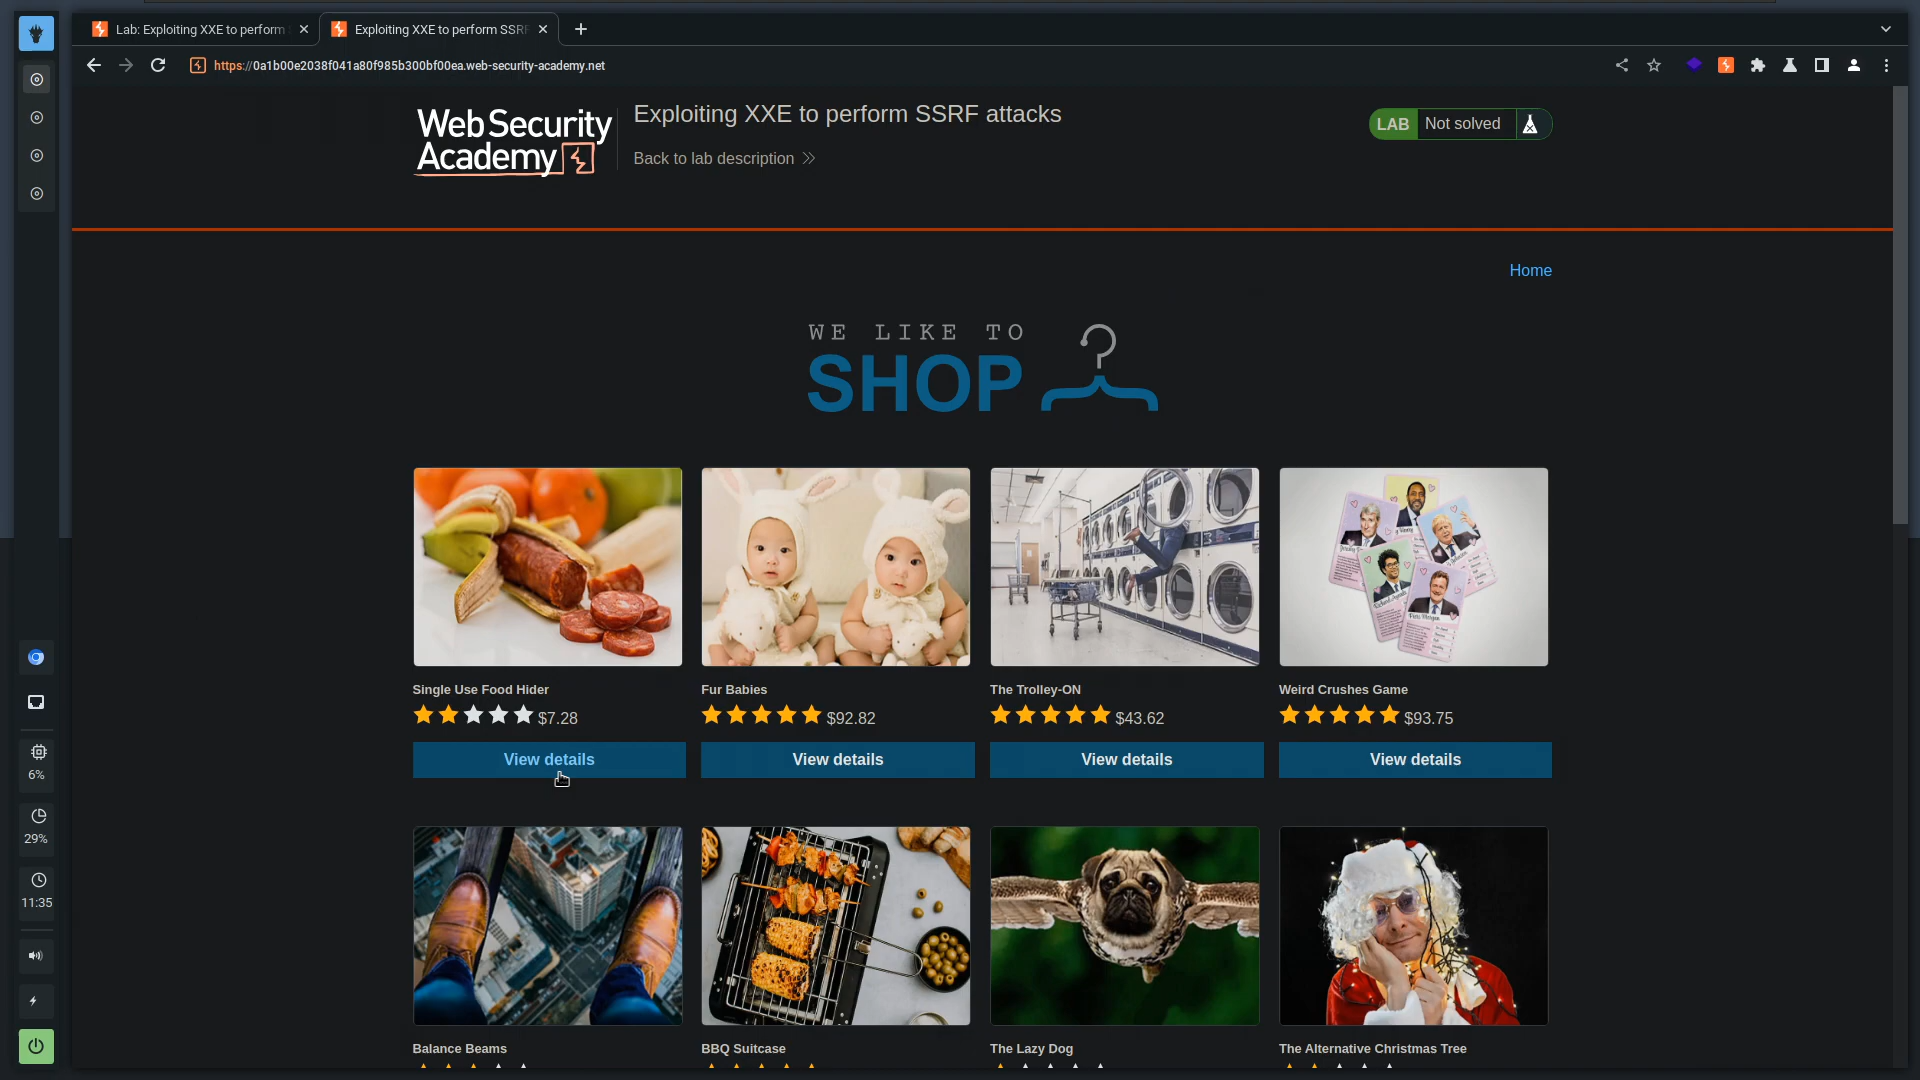 Lab: Exploiting XXE to perform
Exploiting XXE to perform SSRF
https://0a1b00e2038f041a80f985b300bf00ea.web-security-academy.net
Web Security
Academy
Exploiting XXE to perform SSRF attacks
Back to lab description
LAB Not solved
Home
WE LIKE TO
SHOP
Single Use Food Hider
$7.28
View details
Fur Babies
$92.82
View details
The Trolley-ON
$43.62
View details
Weird Crushes Game
$93.75
View details
Balance Beams
BBQ Suitcase
The Lazy Dog
The Alternative Christmas Tree
6%
29%
11:35